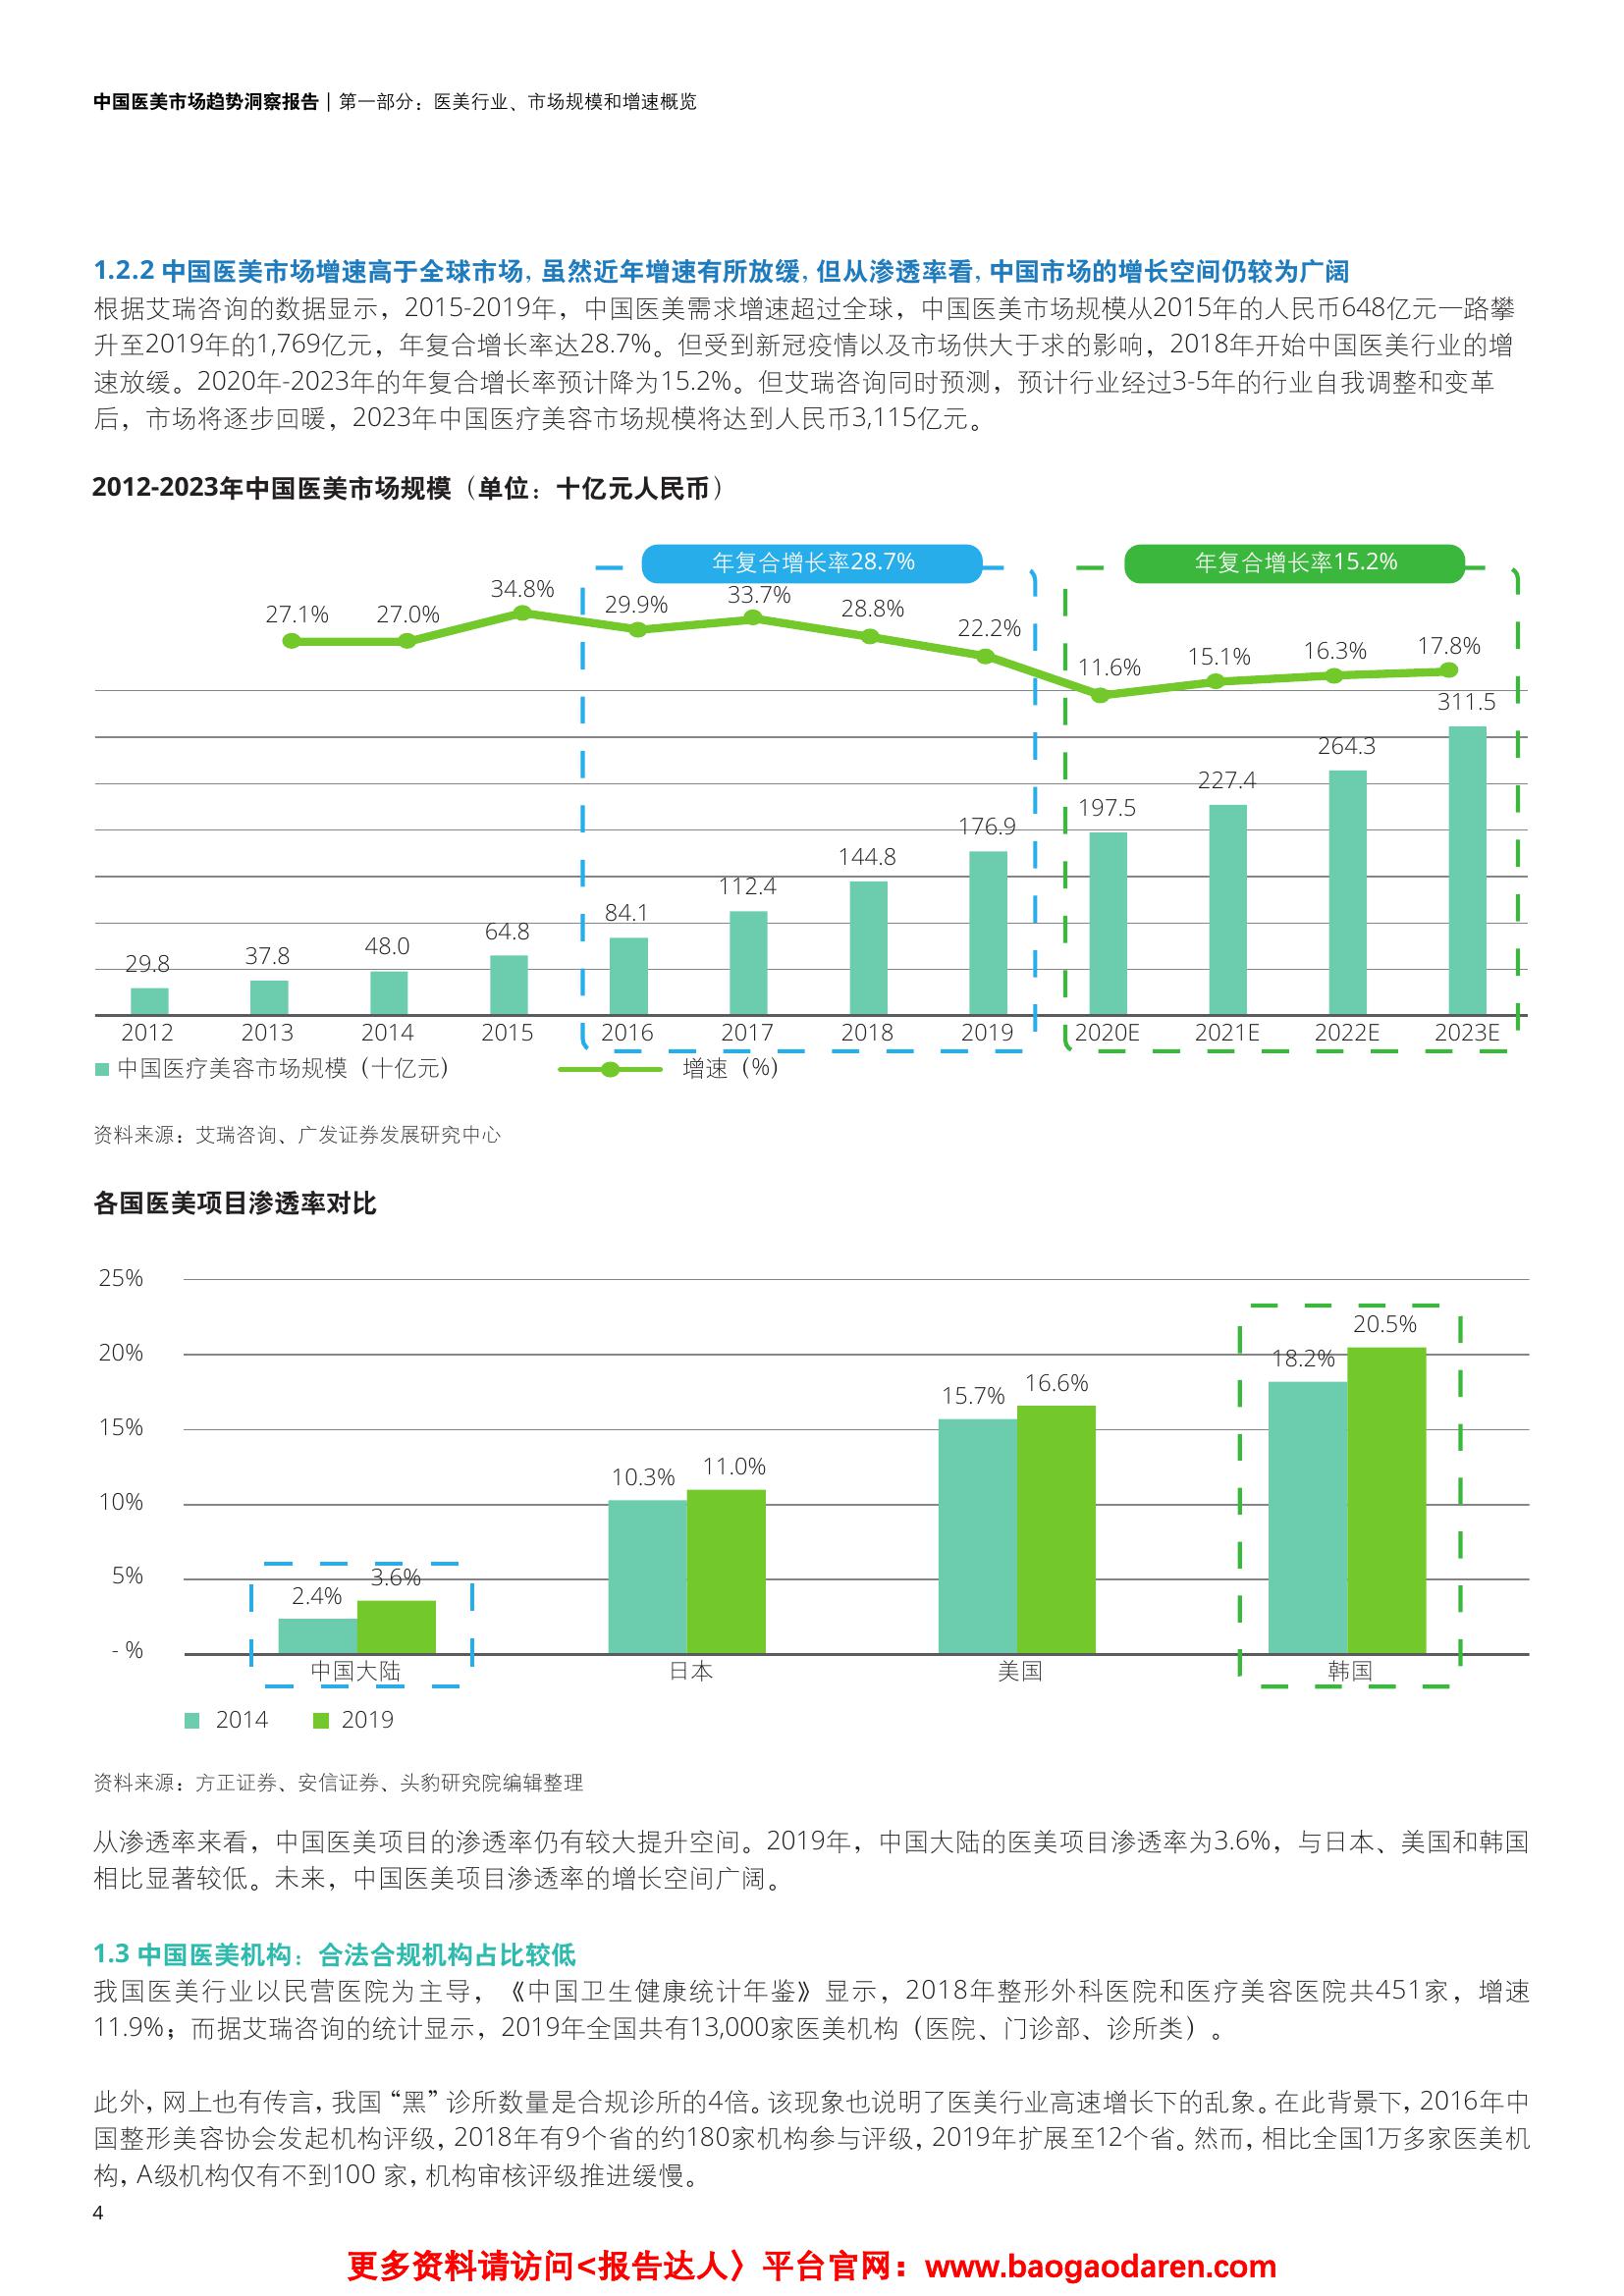 中国医美市场趋势洞察报告 | 第一部分：医美行业、市场规模和增速概览
1.2.2 中国医美市场增速高于全球市场, 虽然近年增速有所放缓, 但从渗透率看, 中国市场的增长空间仍较为广阔
根据艾瑞咨询的数据显示，2015-2019年，中国医美需求增速超过全球，中国医美市场规模从2015年的人民币648亿元一路攀
升至2019年的1,769亿元，年复合增长率达28.7%。但受到新冠疫情以及市场供大于求的影响，2018年开始中国医美行业的增
速放缓。2020年-2023年的年复合增长率预计降为15.2%。但艾瑞咨询同时预测，预计行业经过3-5年的行业自我调整和变革
后，市场将逐步回暖，2023年中国医疗美容市场规模将达到人民币3,115亿元。
2012-2023年中国医美市场规模（单位：十亿元人民币）
年复合增长率28.7% 年复合增长率15.2%
27.1% 27.0% 34.8% 29.9% 33.7% 28.8% 22.2% 11.6% 15.1% 16.3% 17.8%
29.8 37.8 48.0 64.8 84.1 112.4 144.8 176.9 197.5 227.4 264.3 311.5
2012 2013 2014 2015 2016 2017 2018 2019 2020E 2021E 2022E 2023E
中国医疗美容市场规模（十亿元） 增速（%）
资料来源：艾瑞咨询、广发证券发展研究中心
各国医美项目渗透率对比
25%
20%
15%
10%
5%
- %
2.4% 3.6% 10.3% 11.0% 15.7% 16.6% 18.2% 20.5%
中国大陆 日本 美国 韩国
2014 2019
资料来源：方正证券、安信证券、头豹研究院编辑整理
从渗透率来看，中国医美项目的渗透率仍有较大提升空间。2019年，中国大陆的医美项目渗透率为3.6%，与日本、美国和韩国
相比显著较低。未来，中国医美项目渗透率的增长空间广阔。
1.3 中国医美机构：合法合规机构占比较低
我国医美行业以民营医院为主导，《中国卫生健康统计年鉴》显示，2018年整形外科医院和医疗美容医院共451家，增速
11.9%；而据艾瑞咨询的统计显示，2019年全国共有13,000家医美机构（医院、门诊部、诊所类）。
此外, 网上也有传言, 我国“黑”诊所数量是合规诊所的4倍。该现象也说明了医美行业高速增长下的乱象。在此背景下, 2016年中
国整形美容协会发起机构评级, 2018年有9个省的约180家机构参与评级, 2019年扩展至12个省。然而, 相比全国1万多家医美机
构, A级机构仅有不到100 家, 机构审核评级推进缓慢。
4
更多资料请访问<报告达人〉平台官网：www.baogaodaren.com